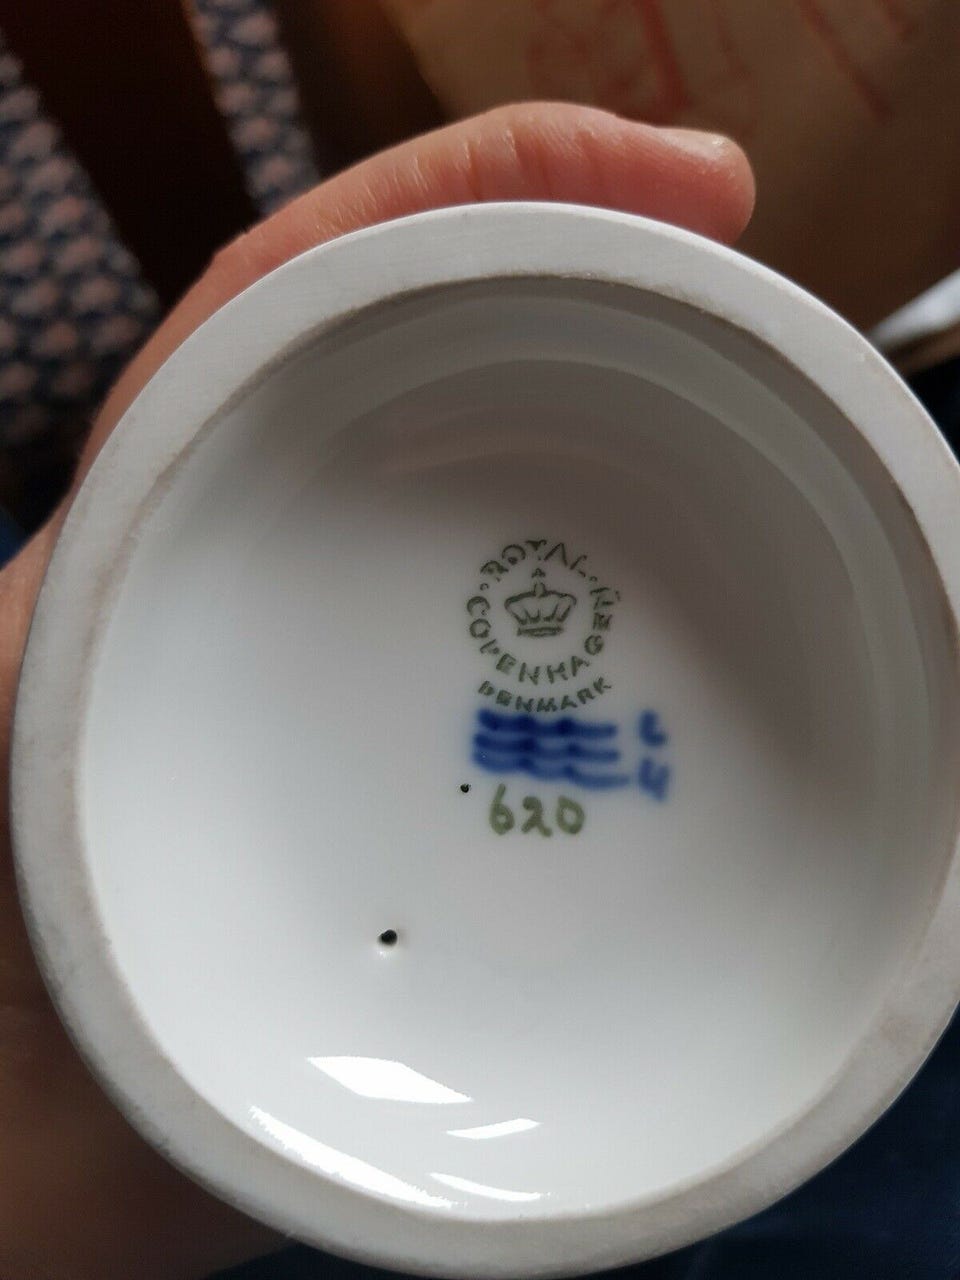 ROYAL
COPENHAGEN
DENMARK
620